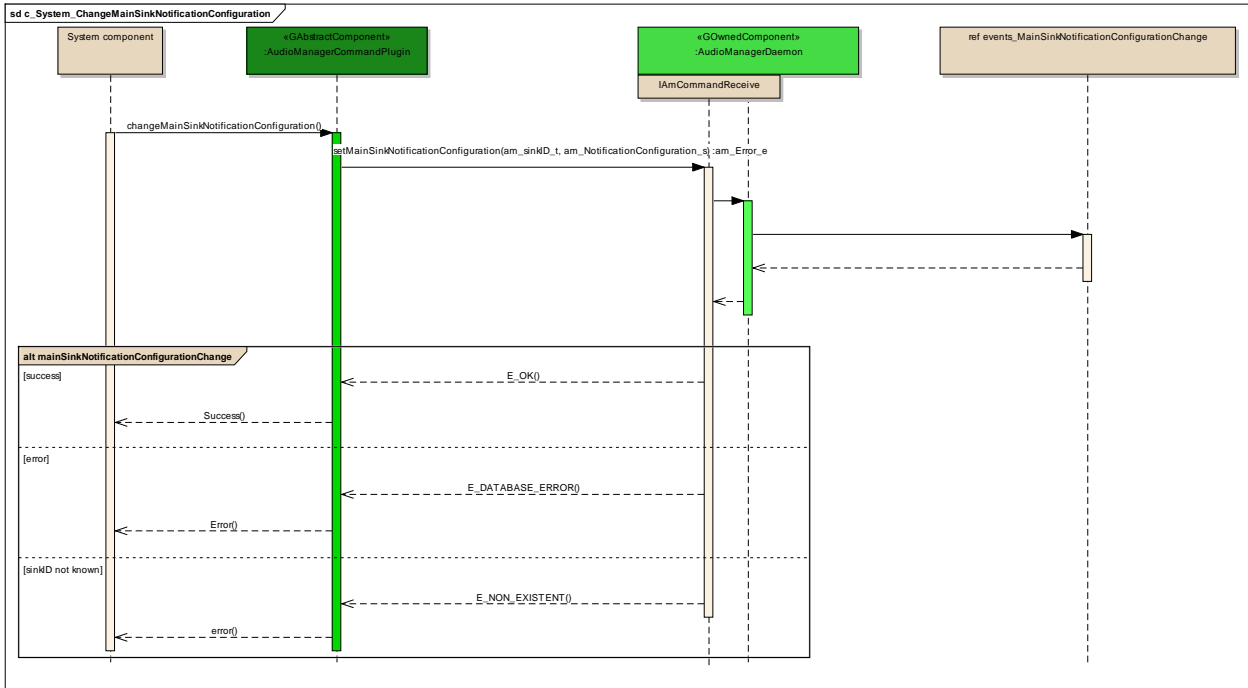 sd c_System_ChangeMainSinkNotificationConfiguration
System component
«GAbstractComponent»
:AudioManagerCommandPlugin
«GOwnedComponent»
:AudioManagerDaemon
IAmCommandReceive
ref events_MainSinkNotificationConfigurationChange
changeMainSinkNotificationConfiguration()
setMainSinkNotificationConfiguration(am_sinkID_t, am_NotificationConfiguration_s) :am_Error_e
alt mainSinkNotificationConfigurationChange
[success]
E_OK()
Success()
[error]
E_DATABASE_ERROR()
Error()
[sinkID not known]
E_NON_EXISTENT()
error()